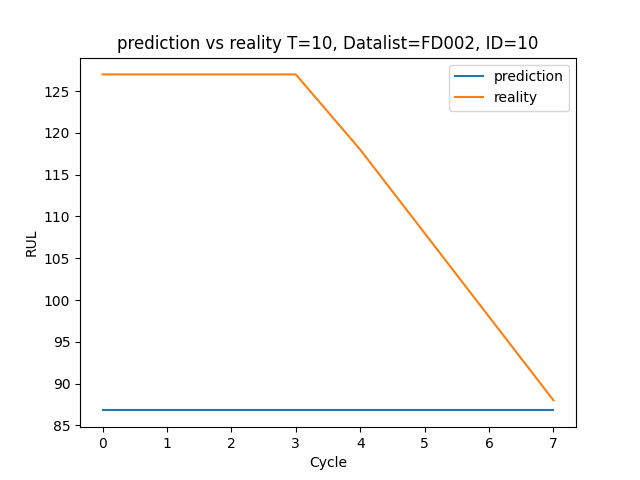 prediction vs reality T=10, Datalist=FD002, ID=10
prediction
reality
RUL
125
120
115
110
105
100
95
90
85
0 1 2 3 4 5 6 7
Cycle